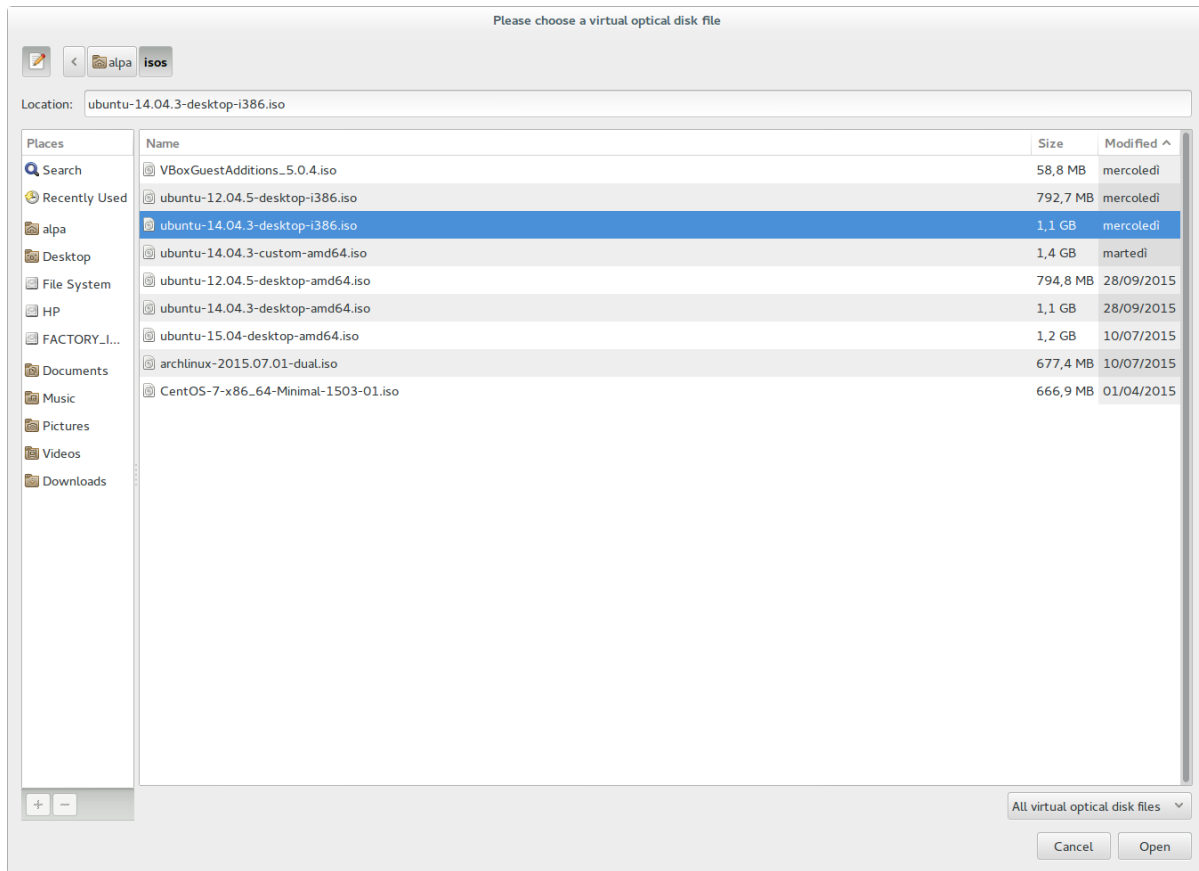 Please choose a virtual optical disk file
alpa isos
Location: ubuntu-14.04.3-desktop-i386.iso
Places
Search
Recently Used
alpa
Desktop
File System
HP
FACTORY_I...
Documents
Music
Pictures
Videos
Downloads
Name Size Modified
VBoxGuestAdditions_5.0.4.iso 58,8 MB mercoledì
ubuntu-12.04.5-desktop-i386.iso 792,7 MB mercoledì
ubuntu-14.04.3-desktop-i386.iso 1,1 GB mercoledì
ubuntu-14.04.3-custom-amd64.iso 1,4 GB martedì
ubuntu-12.04.5-desktop-amd64.iso 794,8 MB 28/09/2015
ubuntu-14.04.3-desktop-amd64.iso 1,1 GB 28/09/2015
ubuntu-15.04-desktop-amd64.iso 1,2 GB 10/07/2015
archlinux-2015.07.01-dual.iso 677,4 MB 10/07/2015
CentOS-7-x86_64-Minimal-1503-01.iso 666,9 MB 01/04/2015
All virtual optical disk files
Cancel Open